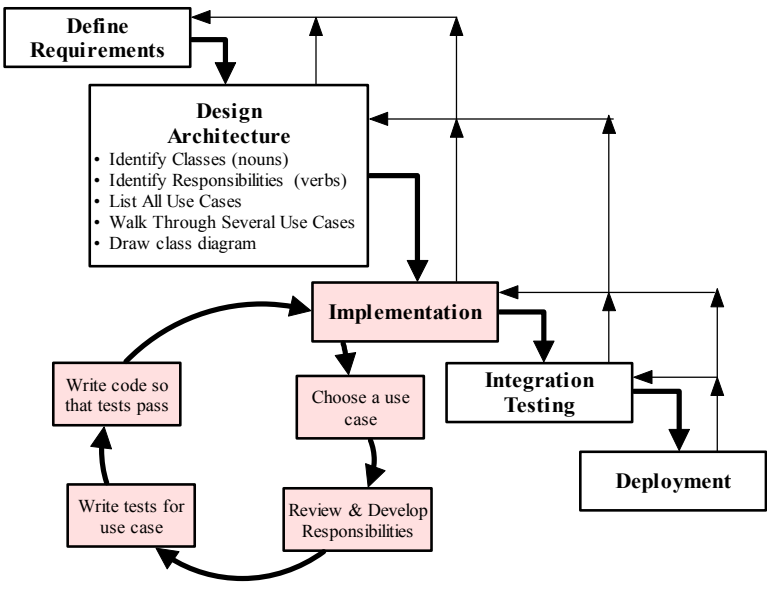 Define
Requirements
Design
Architecture
• Identify Classes (nouns)
• Identify Responsibilities (verbs)
• List All Use Cases
• Walk Through Several Use Cases
• Draw class diagram
Implementation
Integration
Testing
Deployment
Choose a use
case
Review & Develop
Responsibilities
Write tests for
use case
Write code so
that tests pass